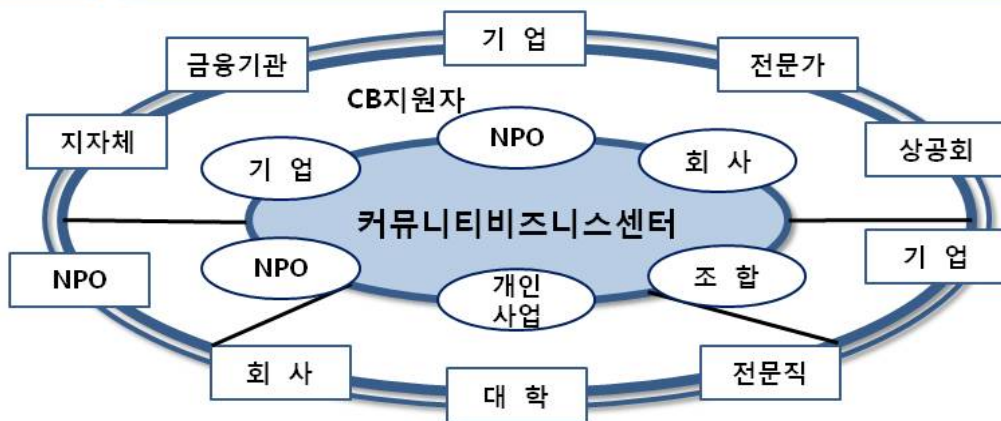 기 업
금융기관
전문가
CB지원자
지자체
NPO
상공회
기 업
회 사
커뮤니티비즈니스센터
NPO
NPO
조 합
기 업
개인
사업
회 사
대 학
전문직